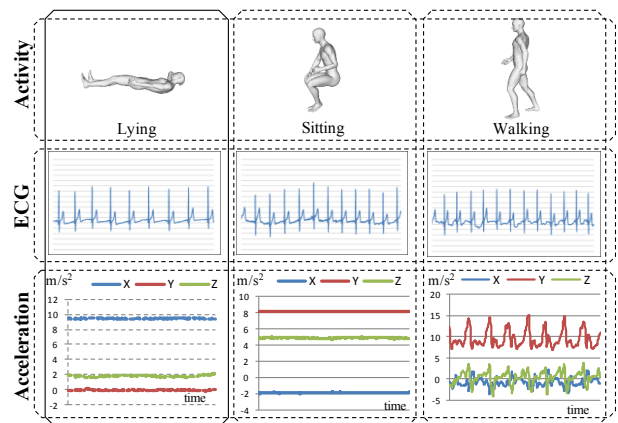 Activity
Lying
Sitting
Walking
ECG
Acceleration
m/s²
X Y Z
12
10
8
6
4
2
0
-2
time
m/s²
X Y Z
10
8
6
4
2
0
-2
-4
time
m/s²
X Y Z
20
15
10
5
0
-5
time